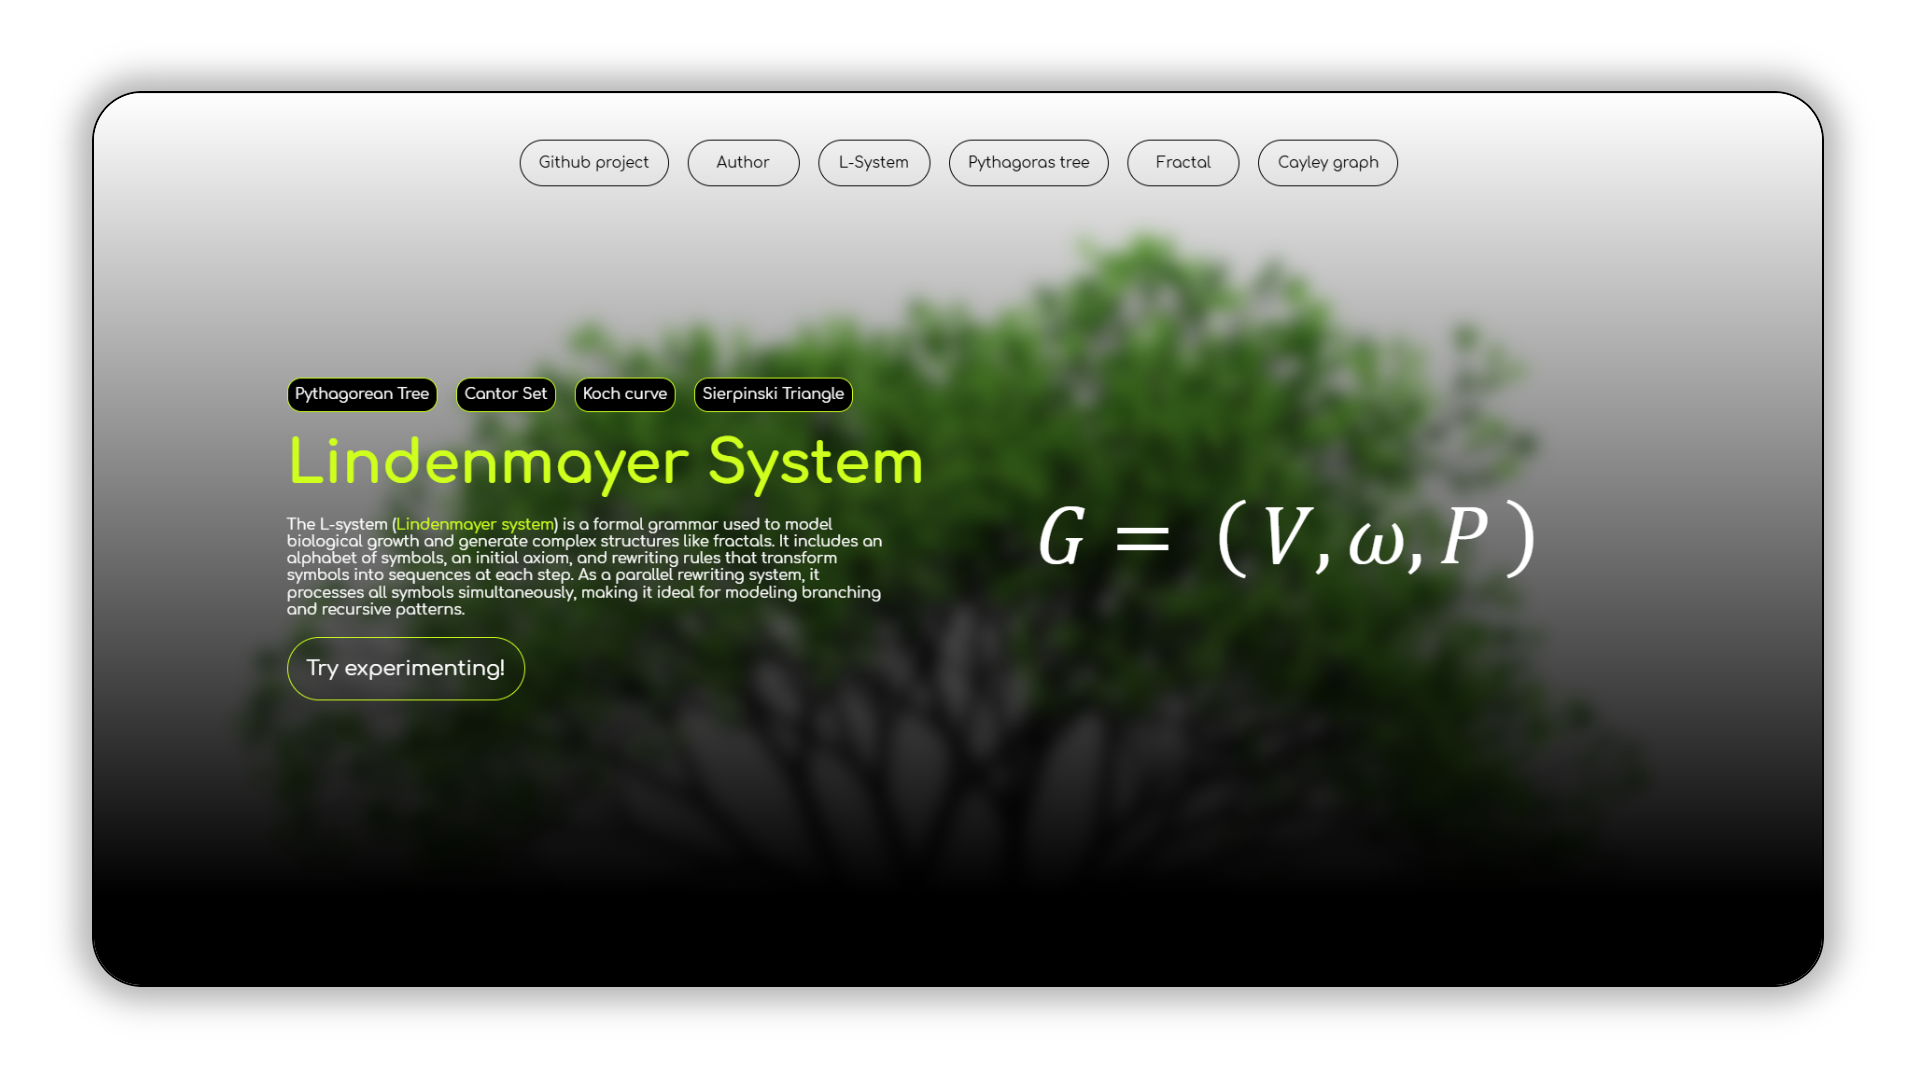 Github project Author L-System Pythagoras tree Fractal Cayley graph
Pythagorean Tree Cantor Set Koch curve Sierpinski Triangle
Lindenmayer System
The L-system (Lindenmayer system) is a formal grammar used to model
biological growth and generate complex structures like fractals. It includes an
alphabet of symbols, an initial axiom, and rewriting rules that transform
symbols into sequences at each step. As a parallel rewriting system, it
processes all symbols simultaneously, making it ideal for modeling branching
and recursive patterns.
Try experimenting!
G = (V, ω, P)